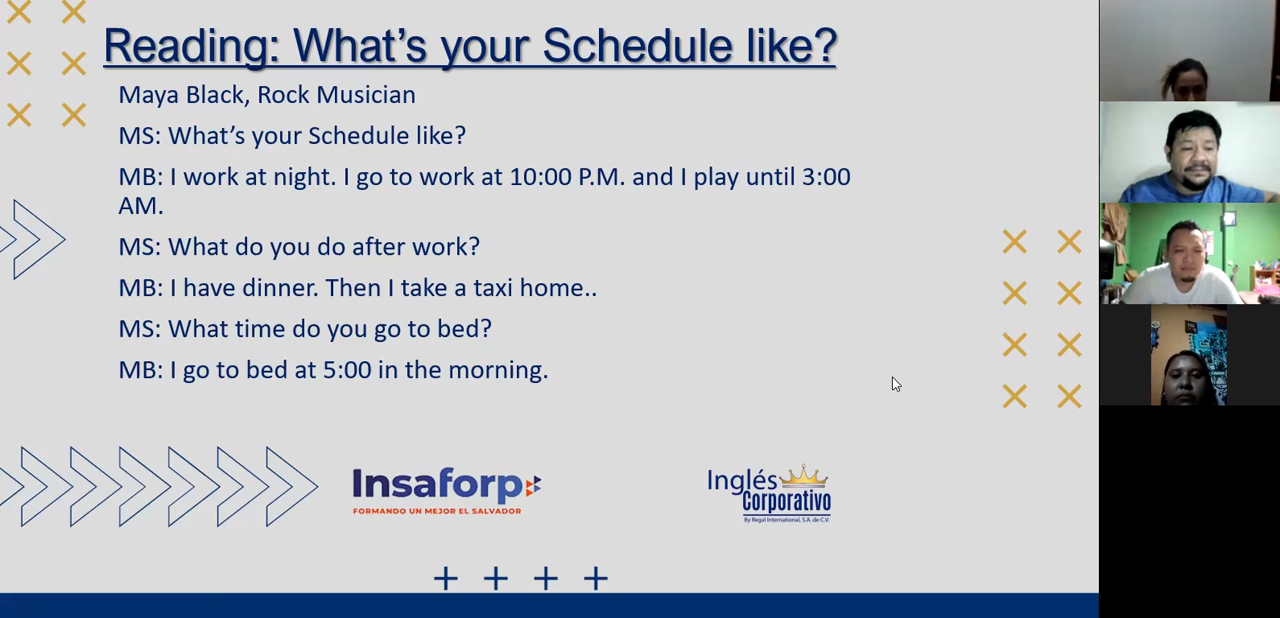 Reading: What's your Schedule like?
Maya Black, Rock Musician
MS: What's your Schedule like?
MB: I work at night. I go to work at 10:00 P.M. and I play until 3:00
AM.
MS: What do you do after work?
MB: I have dinner. Then I take a taxi home..
MS: What time do you go to bed?
MB: I go to bed at 5:00 in the morning.
Insaforp
FORMANDO UN MEJOR EL SALVADOR
Inglés
Corporativo
By Regal International, S.A. de C.V.